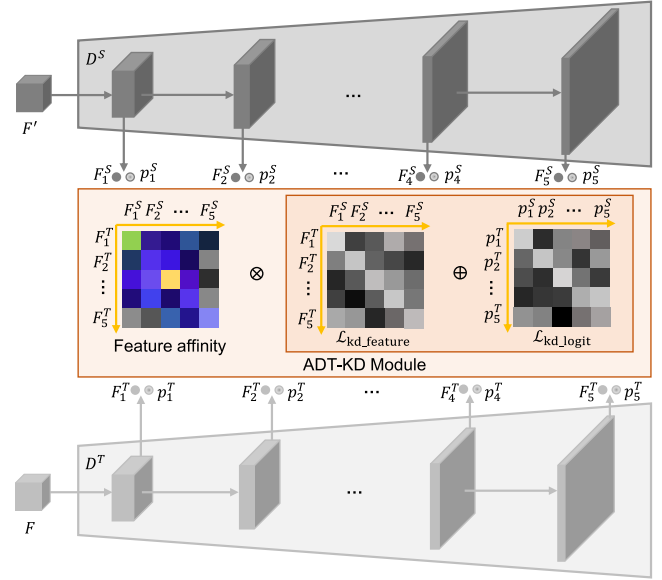 D^S
...
F'
F_1^S p_1^S F_2^S p_2^S ... F_4^S p_4^S F_5^S p_5^S
F_1^S F_2^S ... F_5^S
F_1^T
F_2^T
⋮
F_5^T
Feature affinity
⊗
F_1^S F_2^S ... F_5^S
F_1^T
F_2^T
⋮
F_5^T
ℒ_kd_feature
⊕
p_1^S p_2^S ... p_5^S
p_1^T
p_2^T
⋮
p_5^T
ℒ_kd_logit
ADT-KD Module
F_1^T p_1^T F_2^T p_2^T ... F_4^T p_4^T F_5^T p_5^T
D^T
...
F